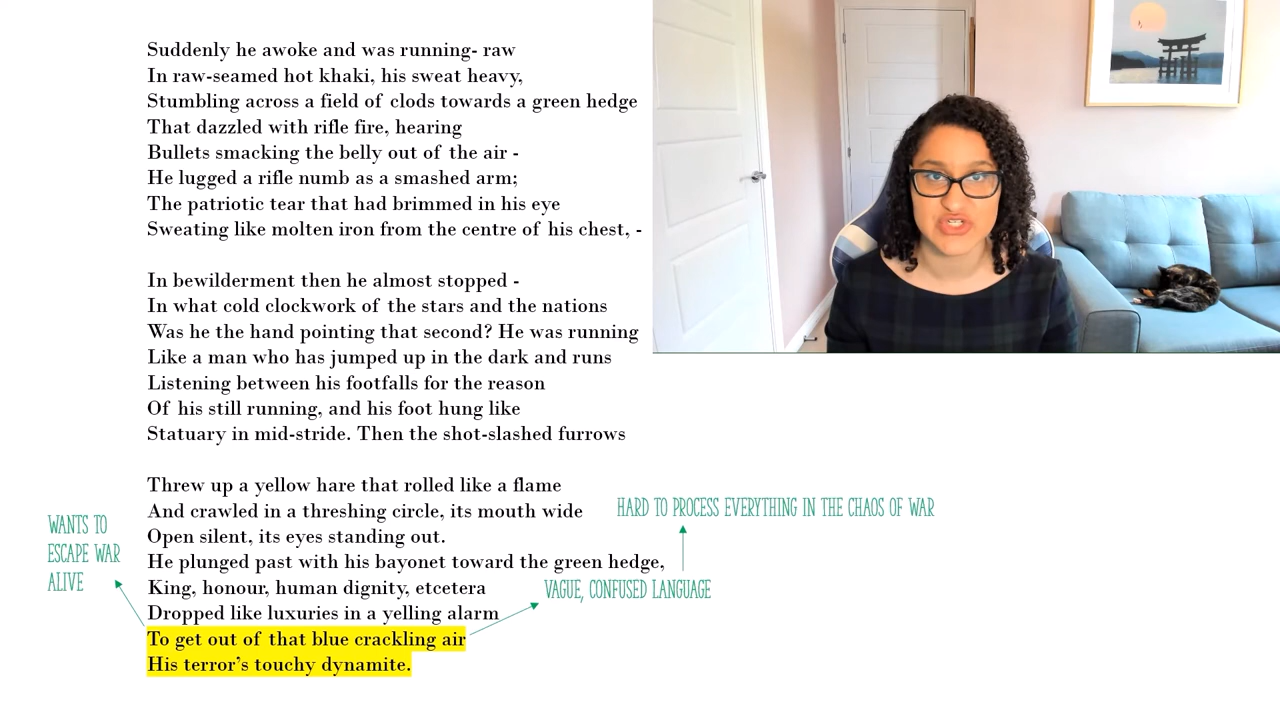 Suddenly he awoke and was running- raw
In raw-seamed hot khaki, his sweat heavy,
Stumbling across a field of clods towards a green hedge
That dazzled with rifle fire, hearing
Bullets smacking the belly out of the air -
He lugged a rifle numb as a smashed arm;
The patriotic tear that had brimmed in his eye
Sweating like molten iron from the centre of his chest, -
In bewilderment then he almost stopped -
In what cold clockwork of the stars and the nations
Was he the hand pointing that second? He was running
Like a man who has jumped up in the dark and runs
Listening between his footfalls for the reason
Of his still running, and his foot hung like
Statuary in mid-stride. Then the shot-slashed furrows
Threw up a yellow hare that rolled like a flame
And crawled in a threshing circle, its mouth wide
Open silent, its eyes standing out.
He plunged past with his bayonet toward the green hedge,
King, honour, human dignity, etcetera
Dropped like luxuries in a yelling alarm
To get out of that blue crackling air
His terror's touchy dynamite.
WANTS TO
ESCAPE WAR
ALIVE
HARD TO PROCESS EVERYTHING IN THE CHAOS OF WAR
VAGUE, CONFUSED LANGUAGE